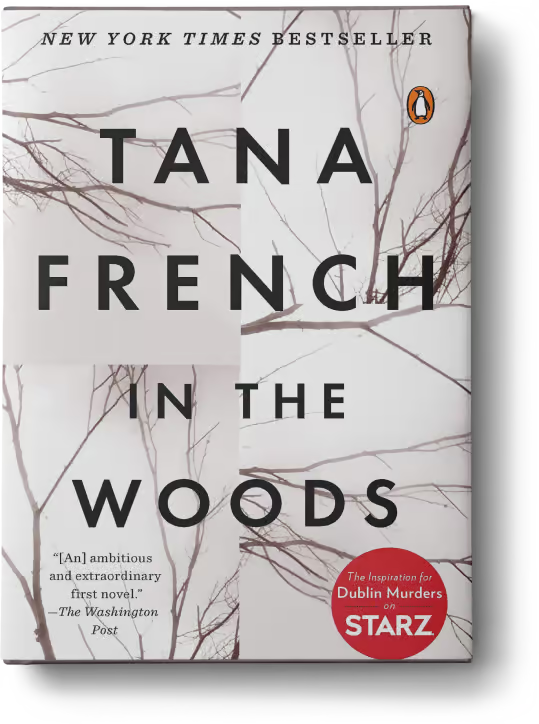 NEW YORK TIMES BESTSELLER
TANA
FRENCH
IN THE
WOODS
“[An] ambitious
and extraordinary
first novel.”
—The Washington
Post
The Inspiration for
Dublin Murders
on
STARZ